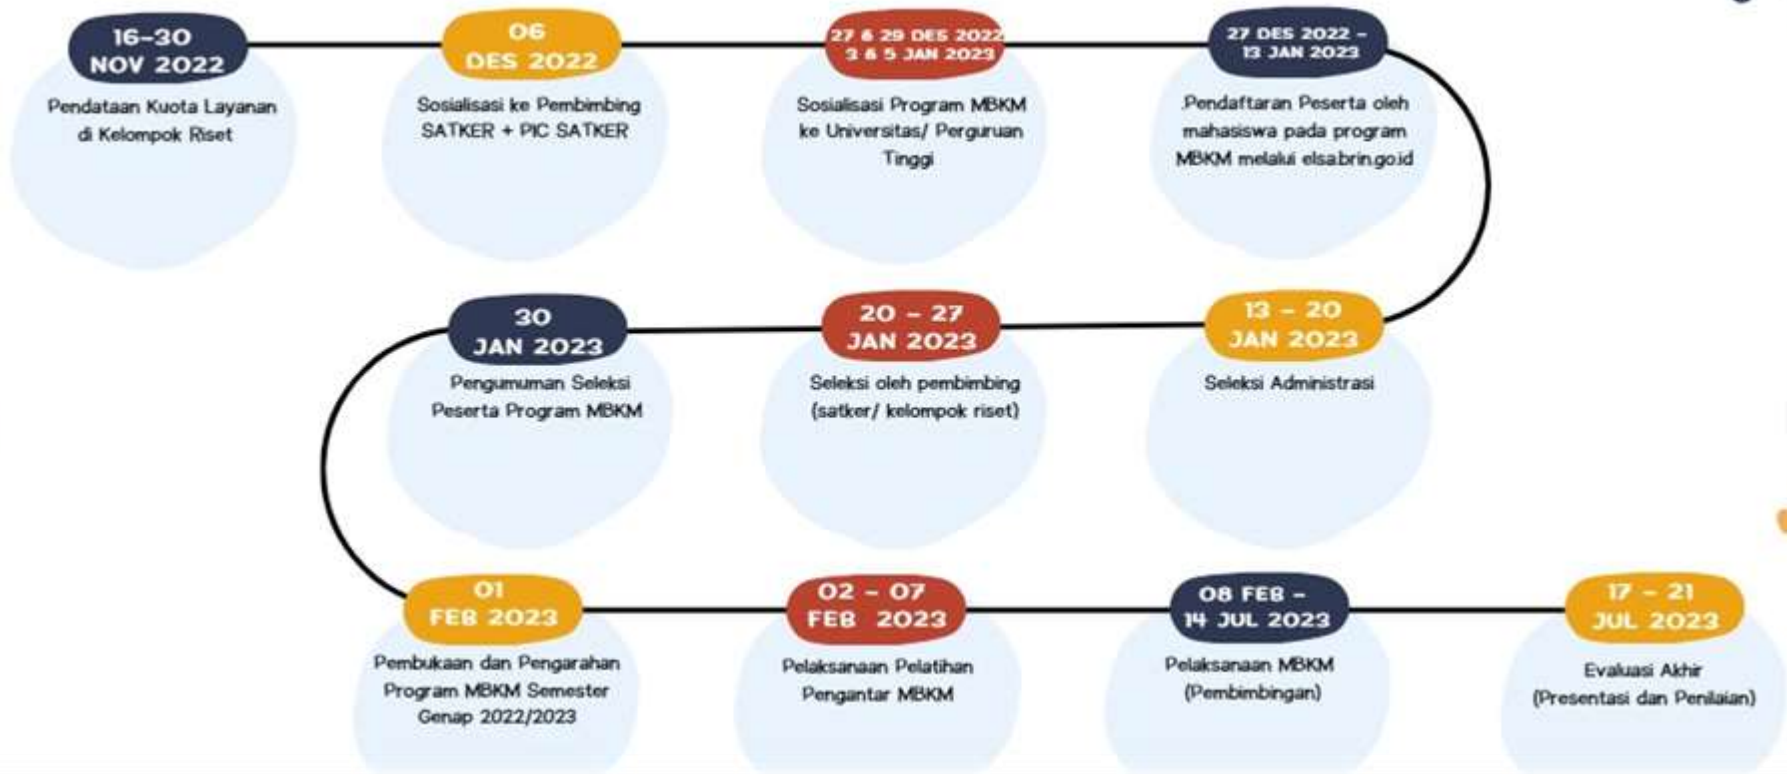 16-30
NOV 2022
Pendataan Kuota Layanan
di Kelompok Riset
06
DES 2022
Sosialisasi ke Pembimbing
SATKER + PIC SATKER
27 & 29 DES 2022
3 & 5 JAN 2023
Sosialisasi Program MBKM
ke Universitas/ Perguruan
Tinggi
27 DES 2022 -
13 JAN 2023
Pendaftaran Peserta oleh
mahasiswa pada program
MBKM melalui elsa.brin.go.id
13 - 20
JAN 2023
Seleksi Administrasi
20 - 27
JAN 2023
Seleksi oleh pembimbing
(satker/ kelompok riset)
30
JAN 2023
Pengumuman Seleksi
Peserta Program MBKM
01
FEB 2023
Pembukaan dan Pengarahan
Program MBKM Semester
Genap 2022/2023
02 - 07
FEB 2023
Pelaksanaan Pelatihan
Pengantar MBKM
08 FEB -
14 JUL 2023
Pelaksanaan MBKM
(Pembimbingan)
17 - 21
JUL 2023
Evaluasi Akhir
(Presentasi dan Penilaian)